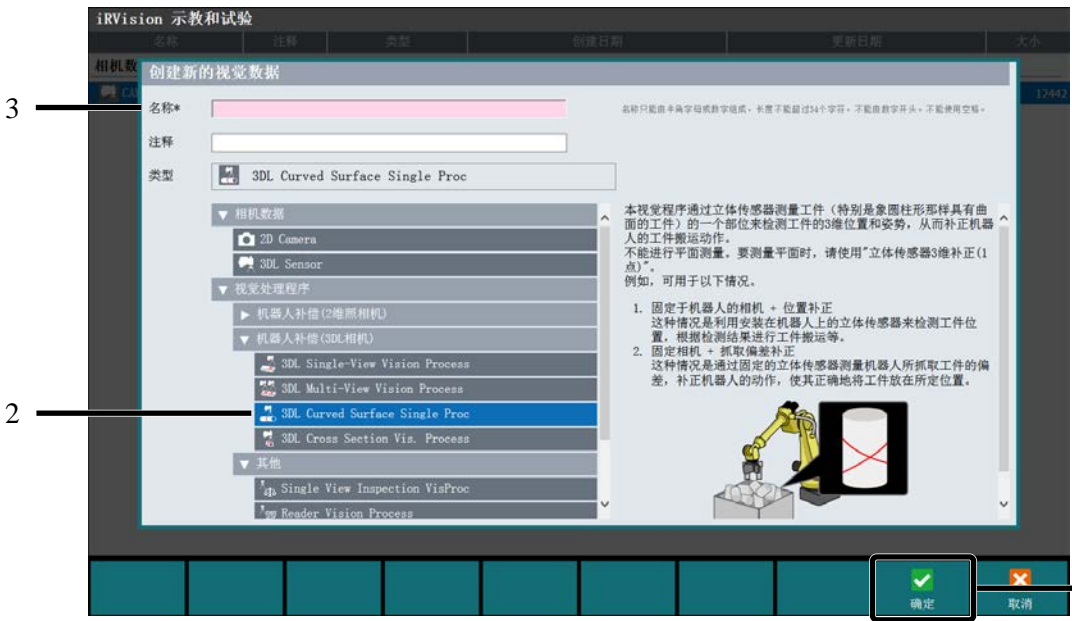 iRVision 示教和试验
名称 注释 类型 创建日期 更新日期 大小
相机数
创建新的视觉数据
12442
3
名称*
名称只能由半角字母或数字组成。长度不能超过34个字符。不能由数字开头。不能使用空格。
注释
类型
3DL Curved Surface Single Proc
▼ 相机数据
2D Camera
3DL Sensor
▼ 视觉处理程序
▶ 机器人补偿(2维照相机)
▼ 机器人补偿(3DL相机)
3DL Single-View Vision Process
3DL Multi-View Vision Process
2
3DL Curved Surface Single Proc
3DL Cross Section Vis. Process
▼ 其他
Single View Inspection VisProc
Reader Vision Process
本视觉程序通过立体传感器测量工件（特别是象圆柱形那样具有曲
面的工件）的一个部位来检测工件的3维位置和姿势，从而补正机器
人的工件搬运动作。
不能进行平面测量。要测量平面时，请使用"立体传感器3维补正(1
点)"。
例如，可用于以下情况。
1. 固定于机器人的相机 + 位置补正
这种情况是利用安装在机器人上的立体传感器来检测工件位
置，根据检测结果进行工件搬运等。
2. 固定相机 + 抓取偏差补正
这种情况是通过固定的立体传感器测量机器人所抓取工件的偏
差，补正机器人的动作，使其正确地将工件放在所定位置。
确定
取消